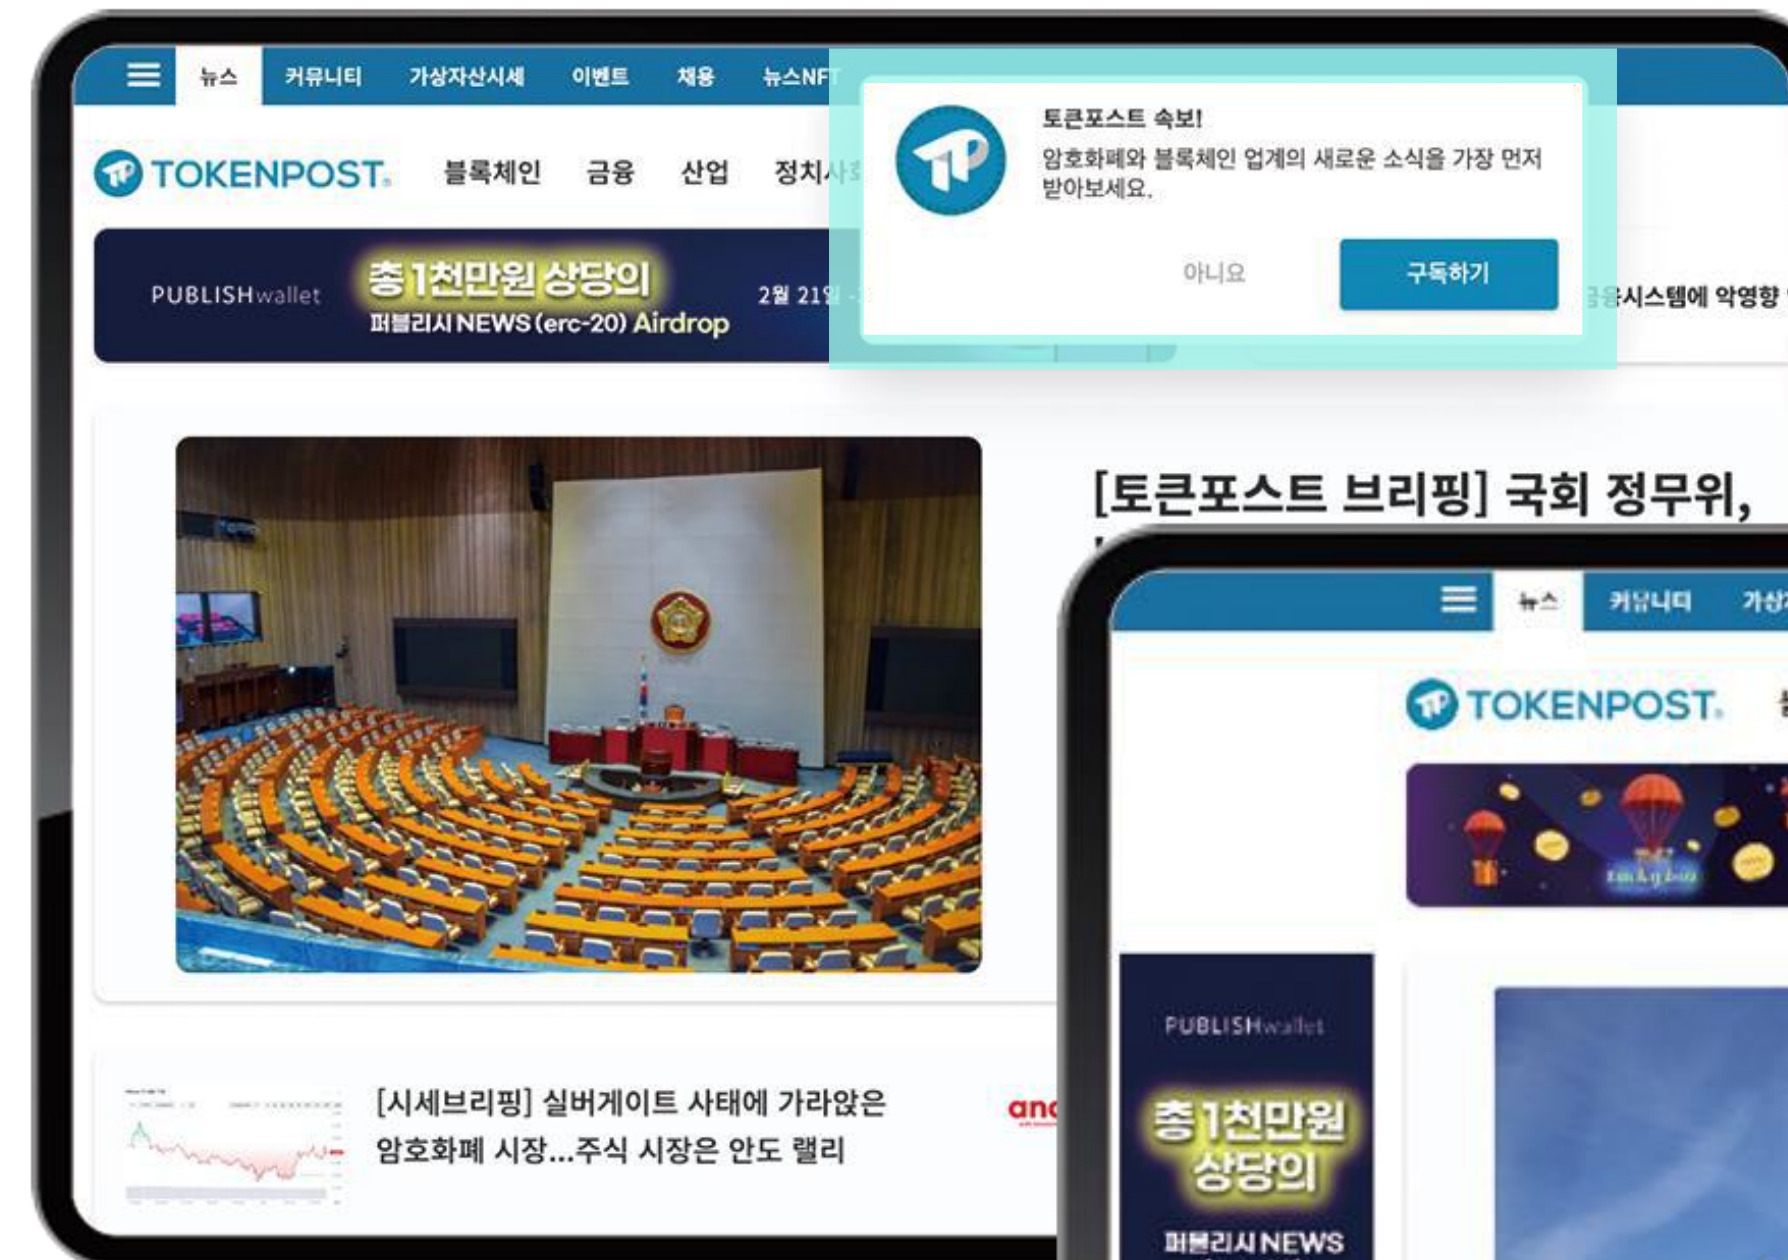 뉴스 커뮤니티 가상자산시세 이벤트 채용 뉴스NFT
토큰포스트 속보!
암호화폐와 블록체인 업계의 새로운 소식을 가장 먼저
받아보세요.
아니요 구독하기
TOKENPOST. 블록체인 금융 산업 정치사회
PUBLISHwallet
총 1천만원 상당의
퍼블리시 NEWS (erc-20) Airdrop
2월 21일
금융시스템에 악영향
[토큰포스트 브리핑] 국회 정무위,
[시세브리핑] 실버게이트 사태에 가라앉은
암호화폐 시장...주식 시장은 안도 랠리
뉴스 커뮤니티
TOKENPOST.
PUBLISHwallet
총 1천만원
상당의
퍼블리시 NEWS